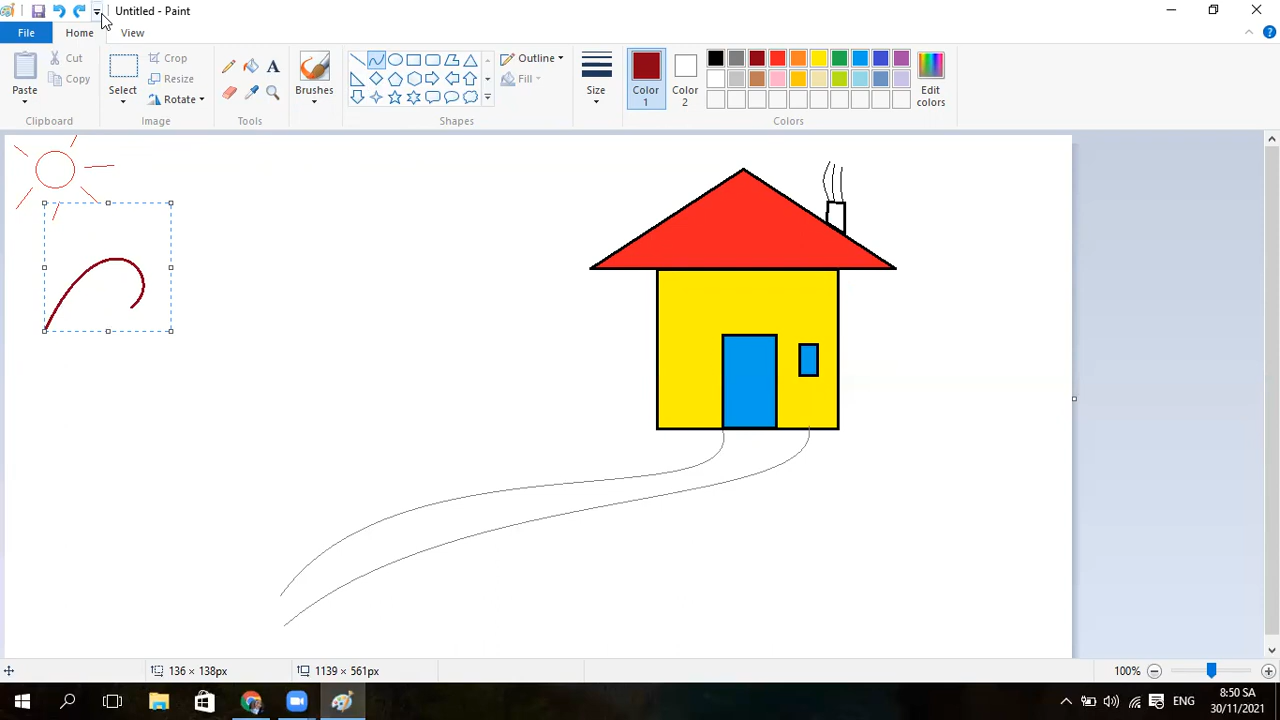 Untitled - Paint
File Home View
Paste Cut Copy Clipboard
Select Crop Resize Rotate Image
Tools
Brushes
Outline Fill Shapes
Size
Color 1 Color 2 Edit colors Colors
136 × 138px 1139 × 561px 100%
ENG 8:50 SA
30/11/2021